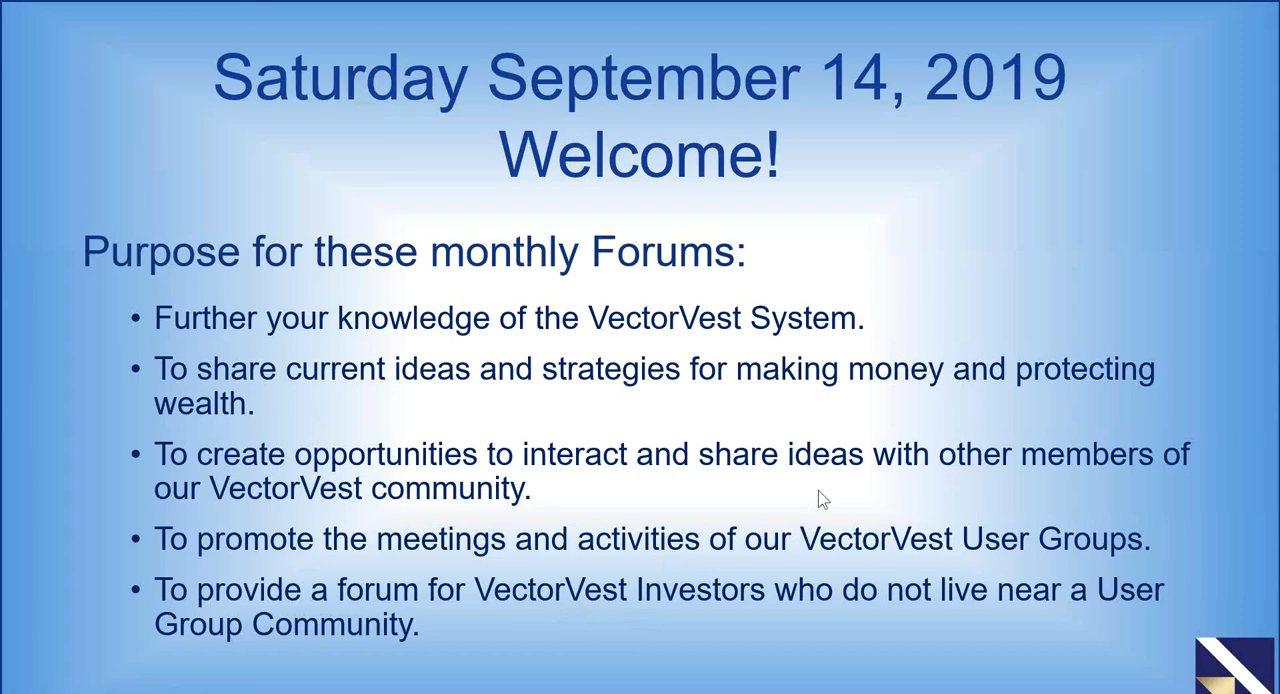 Saturday September 14, 2019
Welcome!
Purpose for these monthly Forums:
• Further your knowledge of the VectorVest System.
• To share current ideas and strategies for making money and protecting
wealth.
• To create opportunities to interact and share ideas with other members of
our VectorVest community.
• To promote the meetings and activities of our VectorVest User Groups.
• To provide a forum for VectorVest Investors who do not live near a User
Group Community.